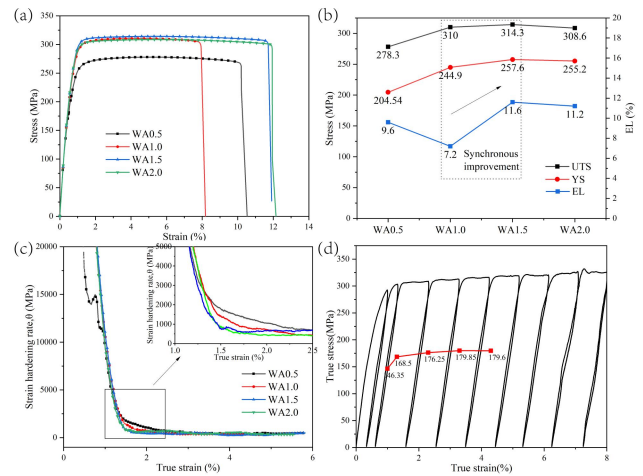 (a)
350
300
250
200
150
100
50
0
Stress (MPa)
WA0.5
WA1.0
WA1.5
WA2.0
0 2 4 6 8 10 12 14
Strain (%)
(b)
350
300
250
200
150
100
50
0
Stress (MPa)
278.3
310
314.3
308.6
204.54
244.9
257.6
255.2
9.6
7.2
11.6
11.2
Synchronous
improvement
UTS
YS
EL
20
18
16
14
12
10
8
6
4
2
0
EL (%)
WA0.5 WA1.0 WA1.5 WA2.0
(c)
20000
15000
10000
5000
0
Strain hardening rate,θ (MPa)
5000
4000
3000
2000
1000
0
Strain hardening rate,θ(MPa)
1.0 1.5 2.0 2.5
True strain (%)
WA0.5
WA1.0
WA1.5
WA2.0
0 2 4 6
True strain (%)
(d)
350
300
250
200
150
100
50
0
True stress(MPa)
46.35
168.5
176.25
179.85
179.6
0 1 2 3 4 5 6 7 8
True strain(%)